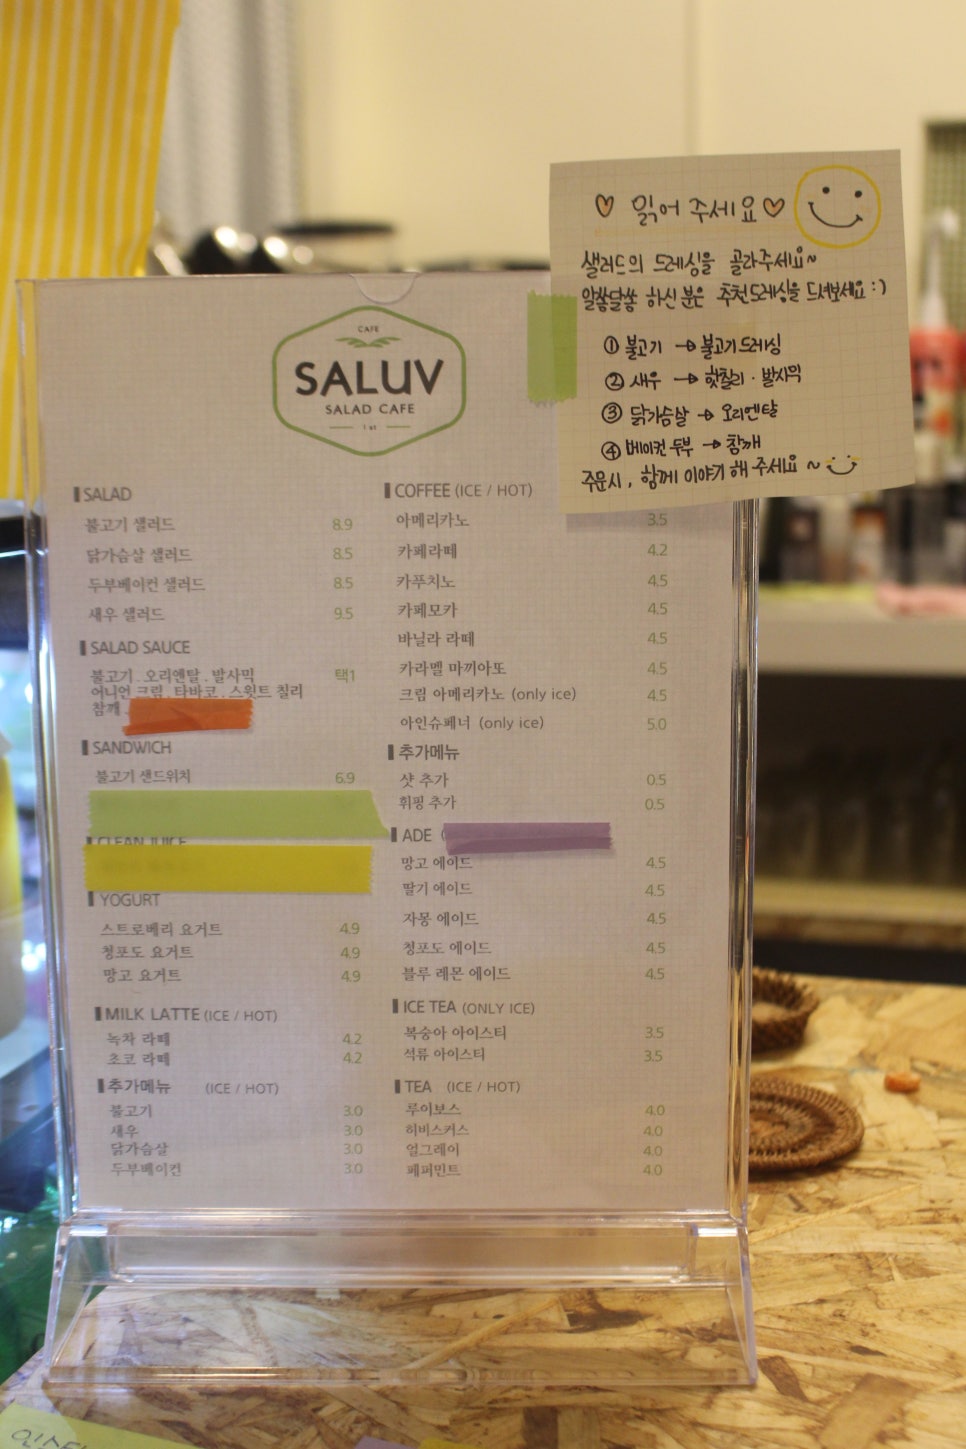 CAFE
SALUV
SALAD CAFE
1st
♡ 읽어 주세요 ♡
샐러드의 드레싱을 골라주세요~
알쏭달쏭 하신 분은 추천드레싱을 드셔보세요 :)
① 불고기 → 불고기드레싱
② 새우 → 핫칠리 · 발사믹
③ 닭가슴살 → 오리엔탈
④ 베이컨두부 → 참깨
주문시, 함께 이야기 해 주세요 ~
SALAD
불고기 샐러드 8.9
닭가슴살 샐러드 8.5
두부베이컨 샐러드 8.5
새우 샐러드 9.5
SALAD SAUCE
불고기 . 오리엔탈 . 발사믹 택1
어니언 크림 . 타바코 . 스윗트 칠리
참깨 .
SANDWICH
불고기 샌드위치 6.9
CLEAN JUICE
YOGURT
스트로베리 요거트 4.9
청포도 요거트 4.9
망고 요거트 4.9
MILK LATTE (ICE / HOT)
녹차 라떼 4.2
초코 라떼 4.2
추가메뉴 (ICE / HOT)
불고기 3.0
새우 3.0
닭가슴살 3.0
두부베이컨 3.0
COFFEE (ICE / HOT)
아메리카노 3.5
카페라떼 4.2
카푸치노 4.5
카페모카 4.5
바닐라 라떼 4.5
카라멜 마끼아또 4.5
크림 아메리카노 (only ice) 4.5
아인슈페너 (only ice) 5.0
추가메뉴
샷 추가 0.5
휘핑 추가 0.5
ADE (
망고 에이드 4.5
딸기 에이드 4.5
자몽 에이드 4.5
청포도 에이드 4.5
블루 레몬 에이드 4.5
ICE TEA (ONLY ICE)
복숭아 아이스티 3.5
석류 아이스티 3.5
TEA (ICE / HOT)
루이보스 4.0
히비스커스 4.0
얼그레이 4.0
페퍼민트 4.0